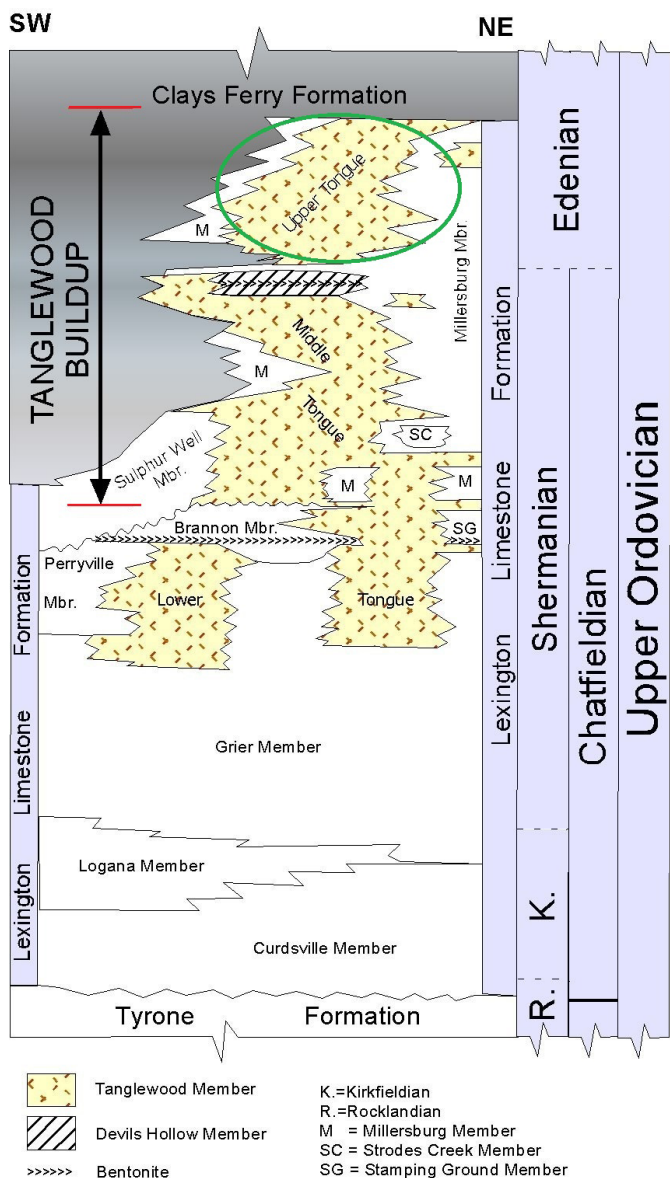 SW
NE
Clays Ferry Formation
TANGLEWOOD
BUILDUP
Upper Tongue
M
Millersburg Mbr.
Middle
Tongue
M
SC
Sulphur Well
Mbr.
M
M
Brannon Mbr.
SG
Perryville
Mbr.
Lower
Tongue
Grier Member
Logana Member
Curdsville Member
Tyrone
Formation
Lexington Limestone Formation
Lexington Limestone Formation
Edenian
Shermanian
K.
R.
Chatfieldian
Upper Ordovician
Tanglewood Member
Devils Hollow Member
>>>>>> Bentonite
K.=Kirkfieldian
R.=Rocklandian
M = Millersburg Member
SC = Strodes Creek Member
SG = Stamping Ground Member